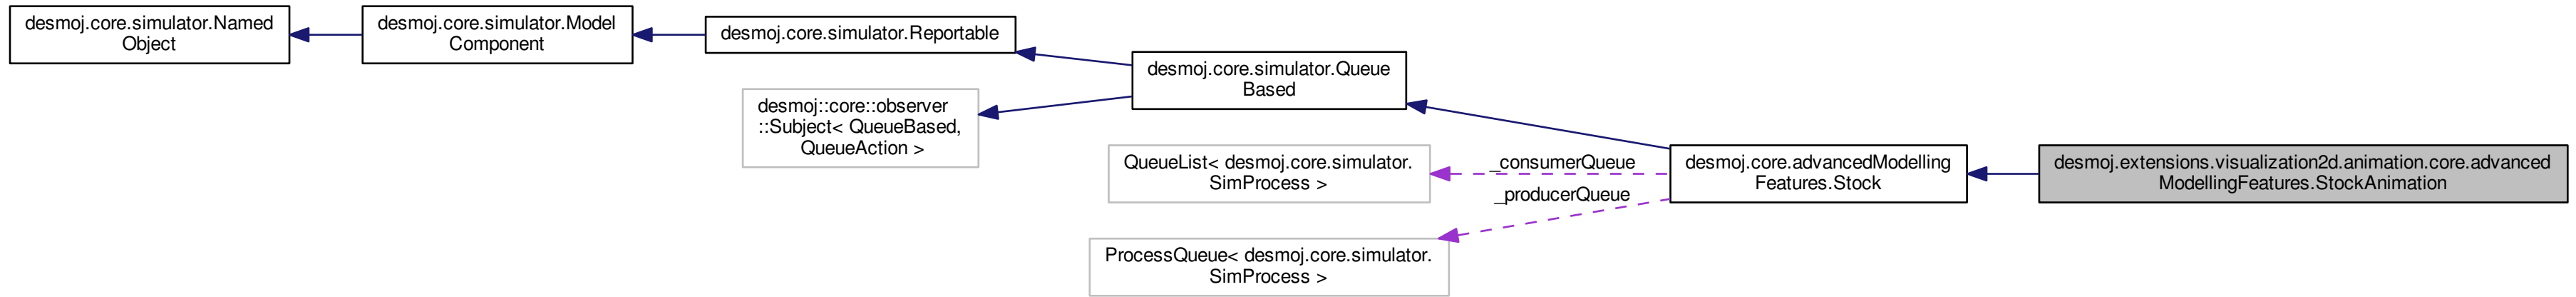 desmoj.core.simulator.Named
Object
desmoj.core.simulator.Model
Component
desmoj.core.simulator.Reportable
desmoj::core::observer
::Subject< QueueBased,
QueueAction >
desmoj.core.simulator.Queue
Based
QueueList< desmoj.core.simulator.
SimProcess >
ProcessQueue< desmoj.core.simulator.
SimProcess >
_consumerQueue
_producerQueue
desmoj.core.advancedModelling
Features.Stock
desmoj.extensions.visualization2d.animation.core.advanced
ModellingFeatures.StockAnimation